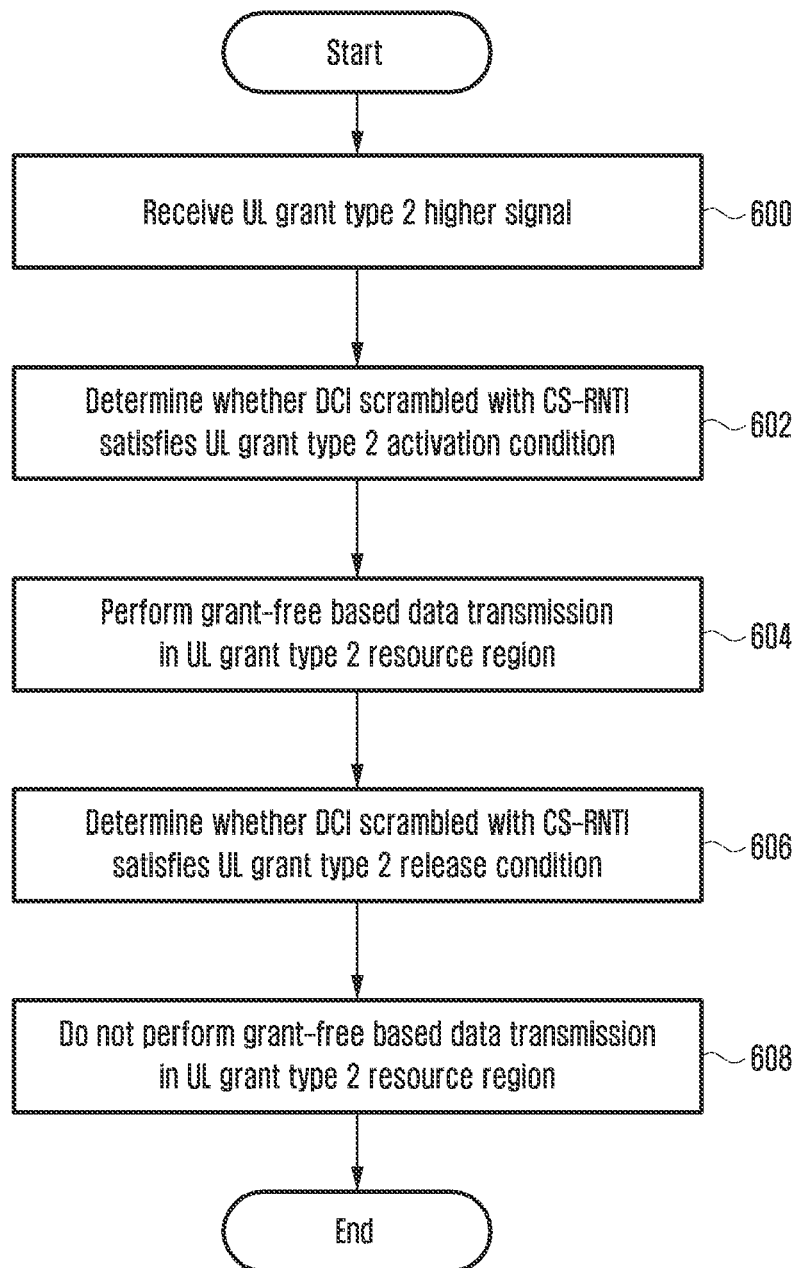 Start
Receive UL grant type 2 higher signal
600
Determine whether DCI scrambled with CS-RNTI
satisfies UL grant type 2 activation condition
602
Perform grant-free based data transmission
in UL grant type 2 resource region
604
Determine whether DCI scrambled with CS-RNTI
satisfies UL grant type 2 release condition
606
Do not perform grant-free based data transmission
in UL grant type 2 resource region
608
End